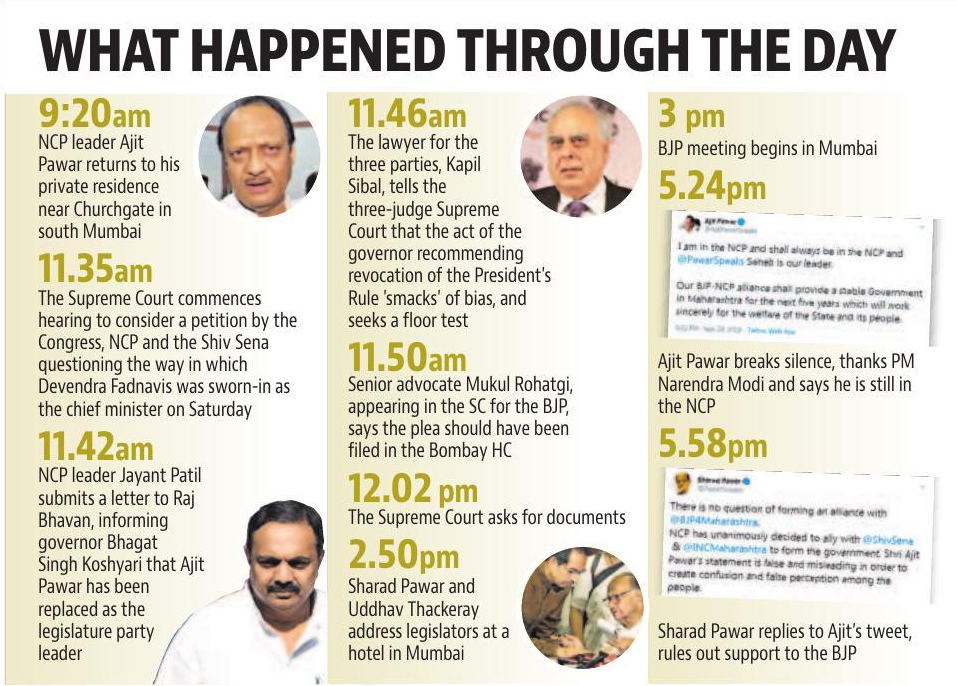 WHAT HAPPENED THROUGH THE DAY
9:20am
NCP leader Ajit
Pawar returns to his
private residence
near Churchgate in
south Mumbai
11.35am
The Supreme Court commences
hearing to consider a petition by the
Congress, NCP and the Shiv Sena
questioning the way in which
Devendra Fadnavis was sworn-in as
the chief minister on Saturday
11.42am
NCP leader Jayant Patil
submits a letter to Raj
Bhavan, informing
governor Bhagat
Singh Koshyari that Ajit
Pawar has been
replaced as the
legislature party
leader
11.46am
The lawyer for the
three parties, Kapil
Sibal, tells the
three-judge Supreme
Court that the act of the
governor recommending
revocation of the President's
Rule 'smacks' of bias, and
seeks a floor test
11.50am
Senior advocate Mukul Rohatgi,
appearing in the SC for the BJP,
says the plea should have been
filed in the Bombay HC
12.02 pm
The Supreme Court asks for documents
2.50pm
Sharad Pawar and
Uddhav Thackeray
address legislators at a
hotel in Mumbai
3 pm
BJP meeting begins in Mumbai
5.24pm
Ajit Pawar
I am in the NCP and shall always be in the NCP and
@PawarSpeaks Saheb is our leader.
Our BJP-NCP alliance shall provide a stable Government
in Maharashtra for the next five years which will work
sincerely for the welfare of the State and its people.
Ajit Pawar breaks silence, thanks PM
Narendra Modi and says he is still in
the NCP
5.58pm
Sharad Pawar
There is no question of forming an alliance with
@BJP4Maharashtra.
NCP has unanimously decided to ally with @ShivSena
& @INCMaharashtra to form the government. Shri Ajit
Pawar's statement is false and misleading in order to
create confusion and false perception among the
people.
Sharad Pawar replies to Ajit's tweet,
rules out support to the BJP